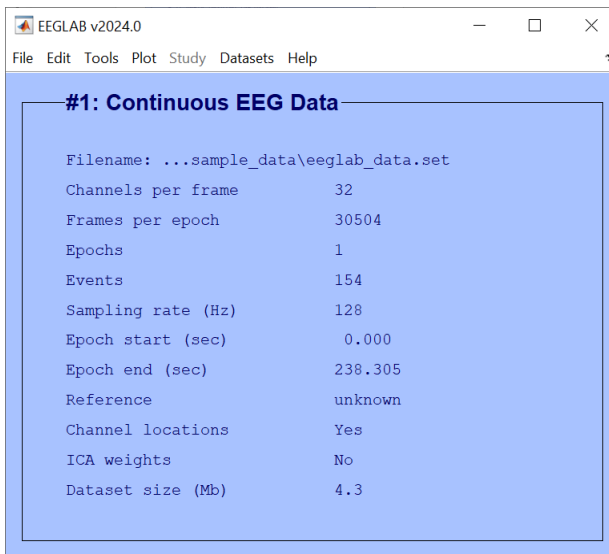 EEGLAB v2024.0
File Edit Tools Plot Study Datasets Help
#1: Continuous EEG Data
Filename: ...sample_data\eeglab_data.set
Channels per frame 32
Frames per epoch 30504
Epochs 1
Events 154
Sampling rate (Hz) 128
Epoch start (sec) 0.000
Epoch end (sec) 238.305
Reference unknown
Channel locations Yes
ICA weights No
Dataset size (Mb) 4.3